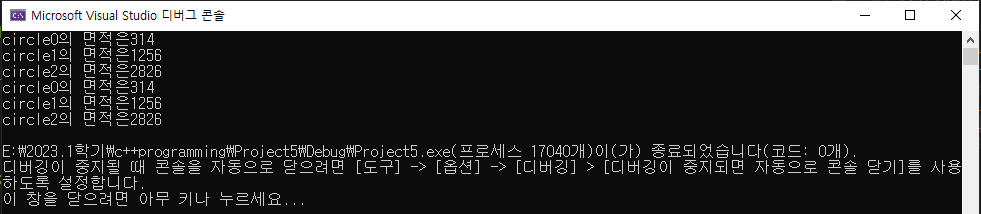 Microsoft Visual Studio 디버그 콘솔
circle0의 면적은314
circle1의 면적은1256
circle2의 면적은2826
circle0의 면적은314
circle1의 면적은1256
circle2의 면적은2826
E:\2023.1학기\c++programming\Project5\Debug\Project5.exe(프로세스 17040개)이(가) 종료되었습니다(코드: 0개).
디버깅이 중지될 때 콘솔을 자동으로 닫으려면 [도구] -> [옵션] -> [디버깅] > [디버깅이 중지되면 자동으로 콘솔 닫기]를 사용
하도록 설정합니다.
이 창을 닫으려면 아무 키나 누르세요...